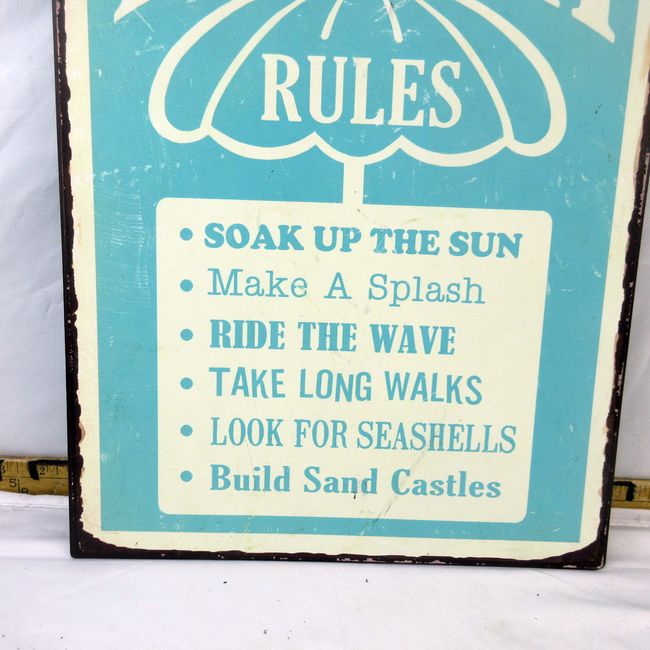 RULES
• SOAK UP THE SUN
• Make A Splash
• RIDE THE WAVE
• TAKE LONG WALKS
• LOOK FOR SEASHELLS
• Build Sand Castles